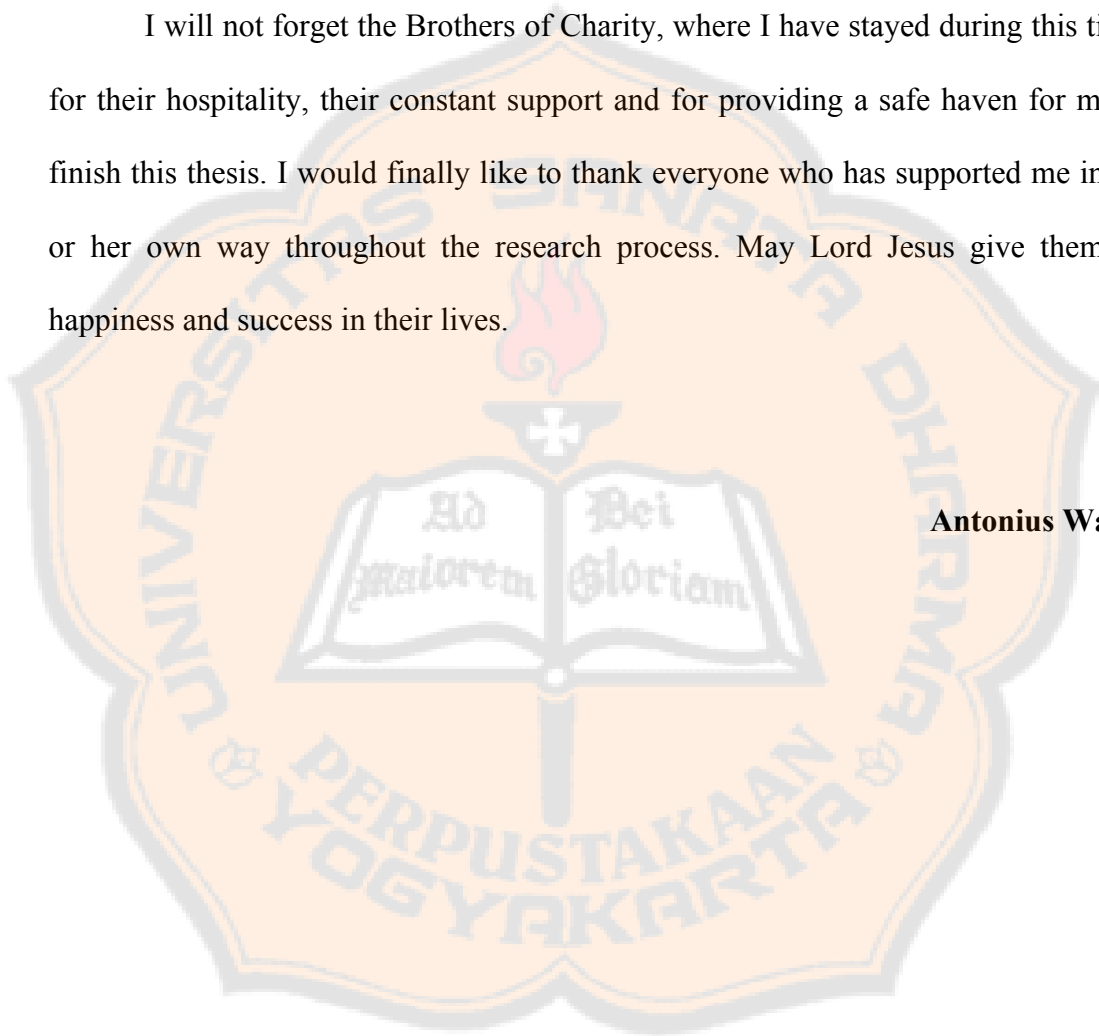 I will not forget the Brothers of Charity, where I have stayed during this ti
for their hospitality, their constant support and for providing a safe haven for m
finish this thesis. I would finally like to thank everyone who has supported me in
or her own way throughout the research process. May Lord Jesus give them
happiness and success in their lives.
Antonius Wa
UNIVERSITAS SANATA DHARMA
Ad Dei
Maiorem Gloriam
PERPUSTAKAAN
YOGYAKARTA